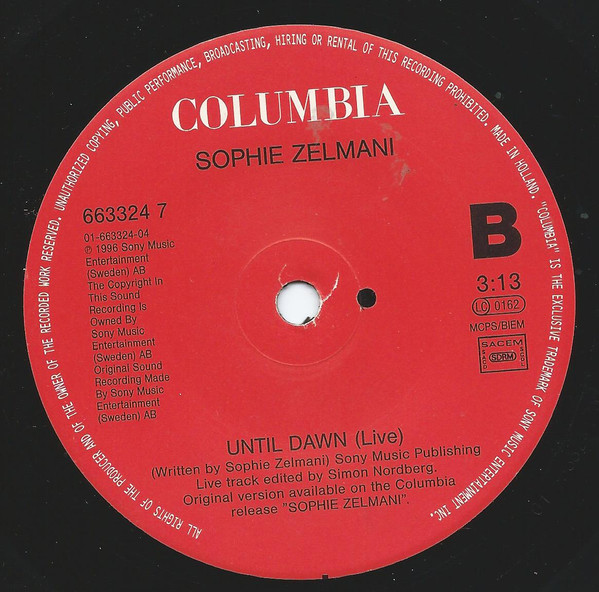 ALL RIGHTS OF THE PRODUCER AND OF THE OWNER OF THE RECORDED WORK RESERVED. UNAUTHORIZED COPYING, PUBLIC PERFORMANCE, BROADCASTING, HIRING OR RENTAL OF THIS RECORDING PROHIBITED. MADE IN HOLLAND. "COLUMBIA" IS THE EXCLUSIVE TRADEMARK OF SONY MUSIC ENTERTAINMENT INC.
COLUMBIA
SOPHIE ZELMANI
663324 7
01-663324-04
℗ 1996 Sony Music
Entertainment
(Sweden) AB
The Copyright In
This Sound
Recording Is
Owned By
Sony Music
Entertainment
(Sweden) AB
Original Sound
Recording Made
By Sony Music
Entertainment
(Sweden) AB
B
3:13
LC 0162
MCPS/BIEM
SACEM
SACD
SDRM
SCGL
UNTIL DAWN (Live)
(Written by Sophie Zelmani) Sony Music Publishing
Live track edited by Simon Nordberg.
Original version available on the Columbia
release "SOPHIE ZELMANI".